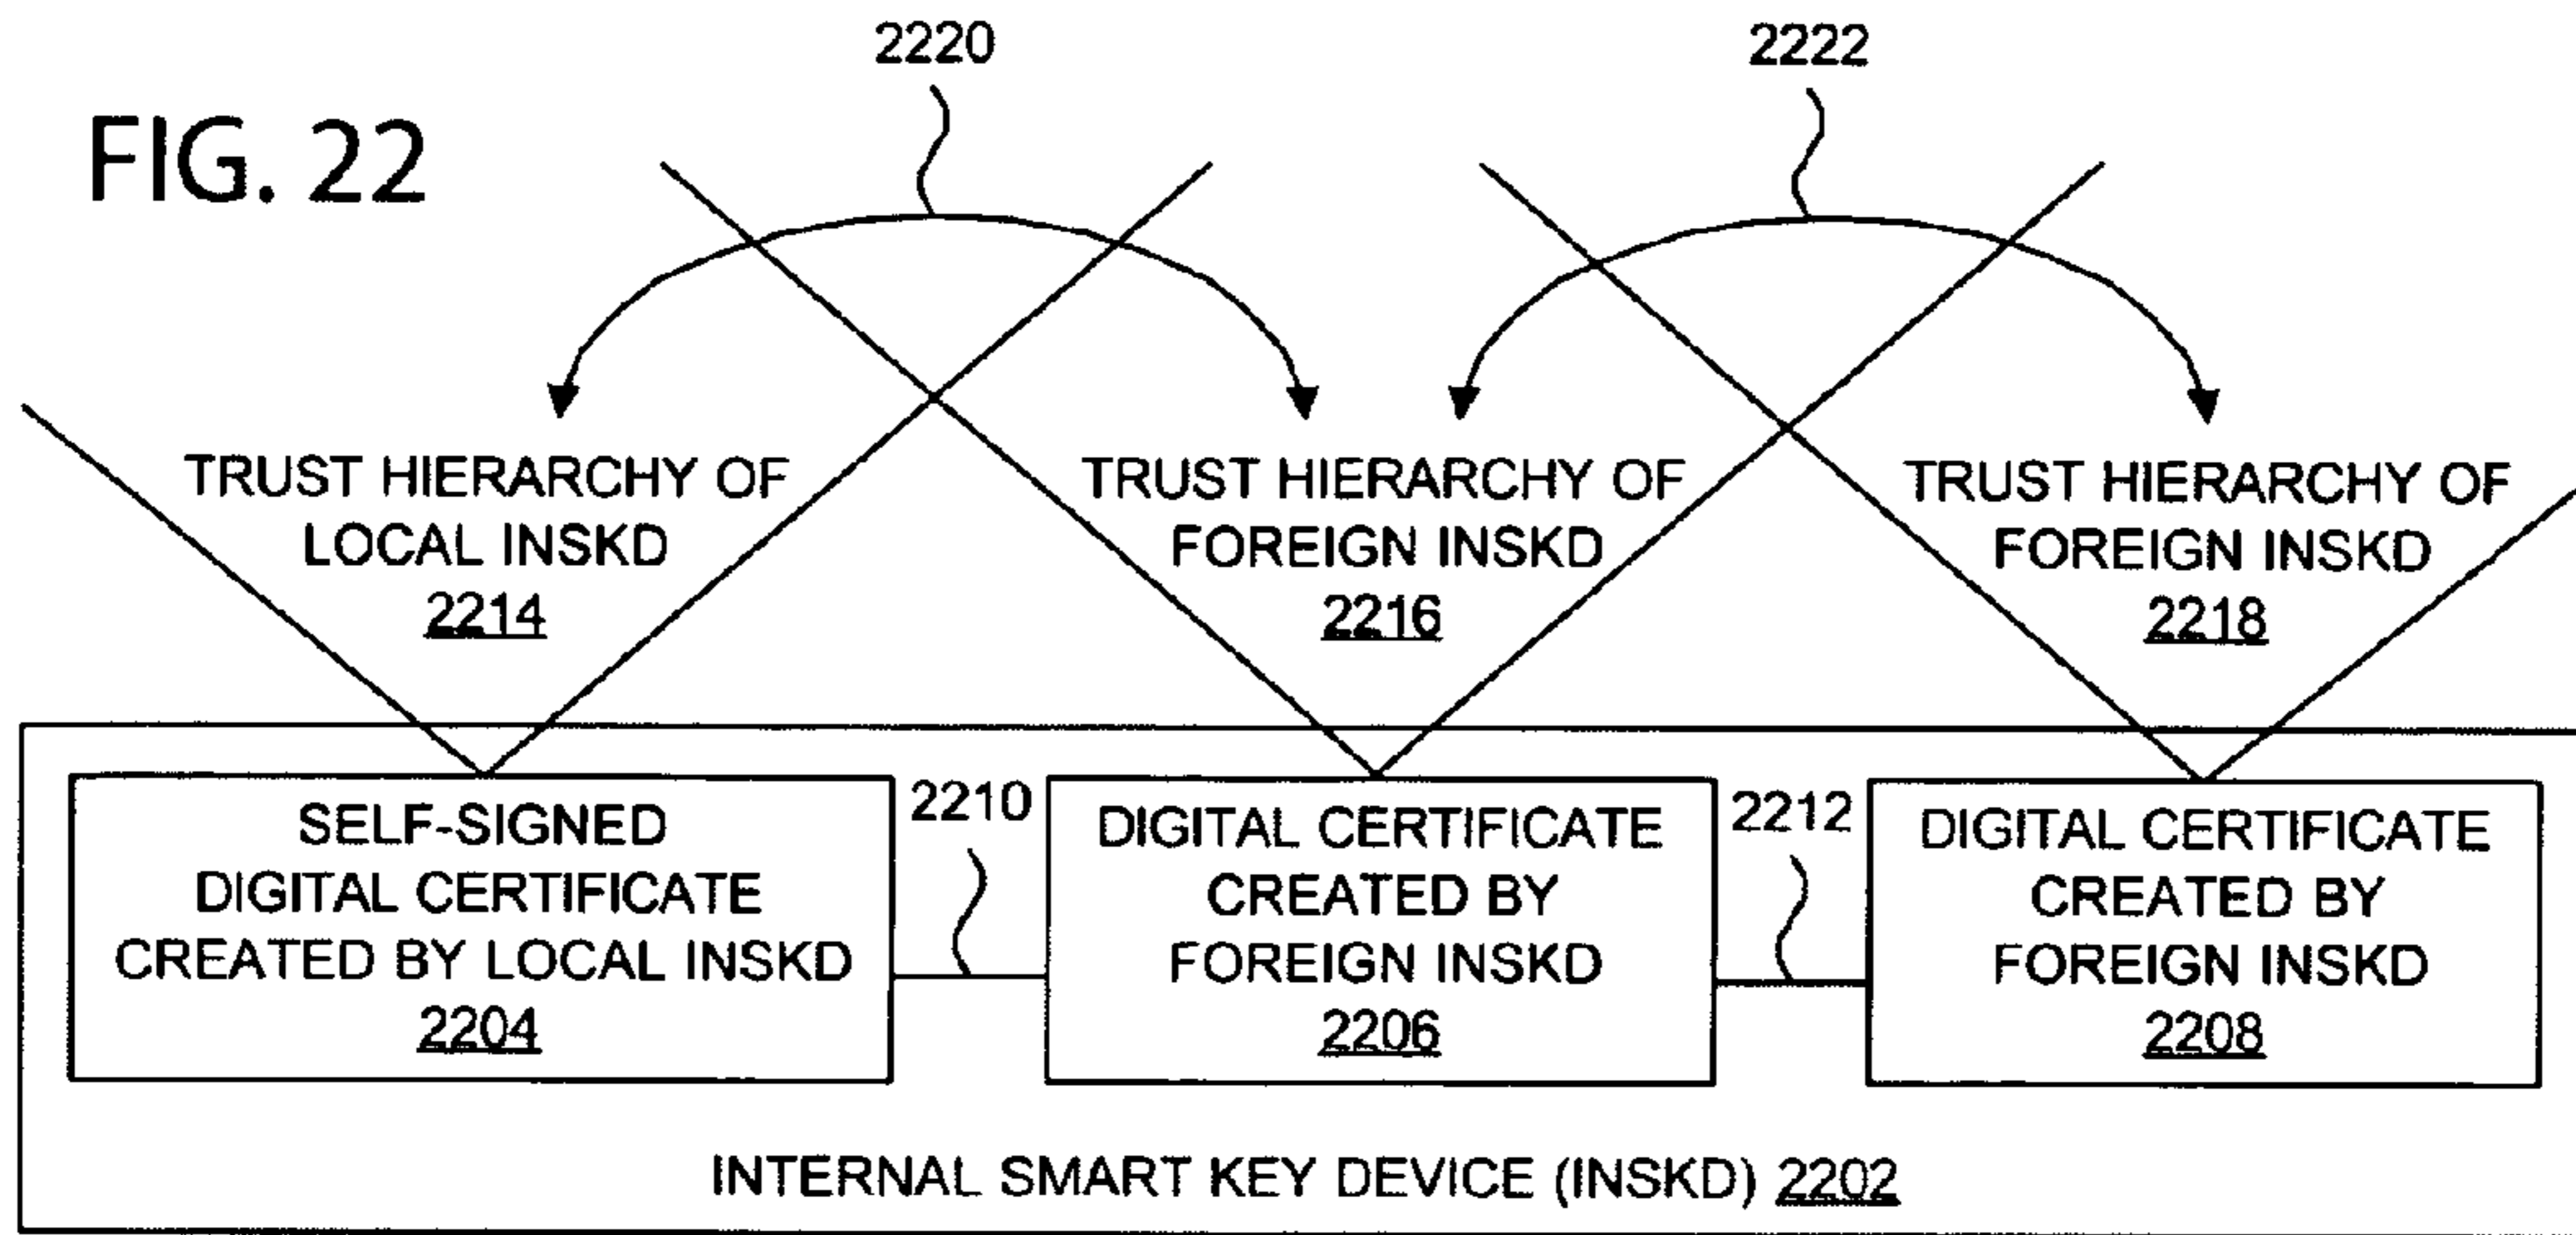 2220
2222
FIG. 22
TRUST HIERARCHY OF
LOCAL INSKD
2214
TRUST HIERARCHY OF
FOREIGN INSKD
2216
TRUST HIERARCHY OF
FOREIGN INSKD
2218
SELF-SIGNED
DIGITAL CERTIFICATE
CREATED BY LOCAL INSKD
2204
2210
DIGITAL CERTIFICATE
CREATED BY
FOREIGN INSKD
2206
2212
DIGITAL CERTIFICATE
CREATED BY
FOREIGN INSKD
2208
INTERNAL SMART KEY DEVICE (INSKD) 2202